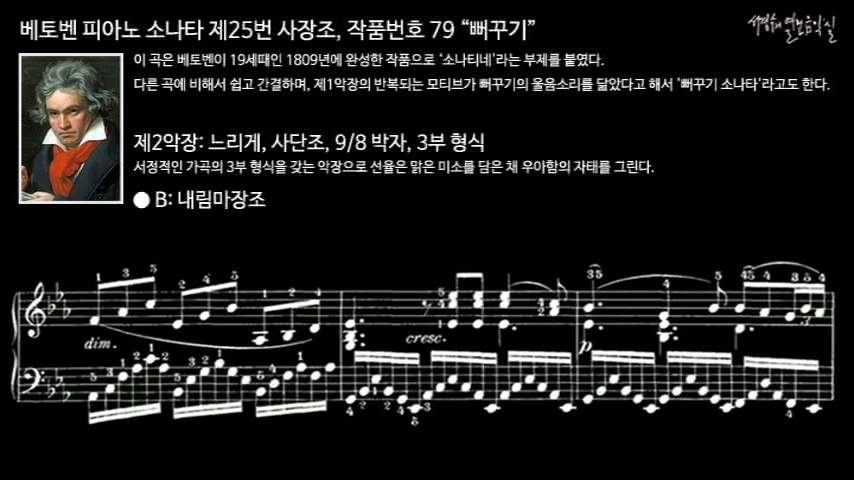 베토벤 피아노 소나타 제25번 사장조, 작품번호 79 “뻐꾸기”
이 곡은 베토벤이 19세때인 1809년에 완성한 작품으로 '소나티네'라는 부제를 붙였다.
다른 곡에 비해서 쉽고 간결하며, 제1악장의 반복되는 모티브가 뻐꾸기의 울음소리를 닮았다고 해서 '뻐꾸기 소나타'라고도 한다.
제2악장: 느리게, 사단조, 9/8 박자, 3부 형식
서정적인 가곡의 3부 형식을 갖는 악장으로 선율은 맑은 미소를 담은 채 우아함의 자태를 그린다.
● B: 내림마장조
dim.
cresc.
p